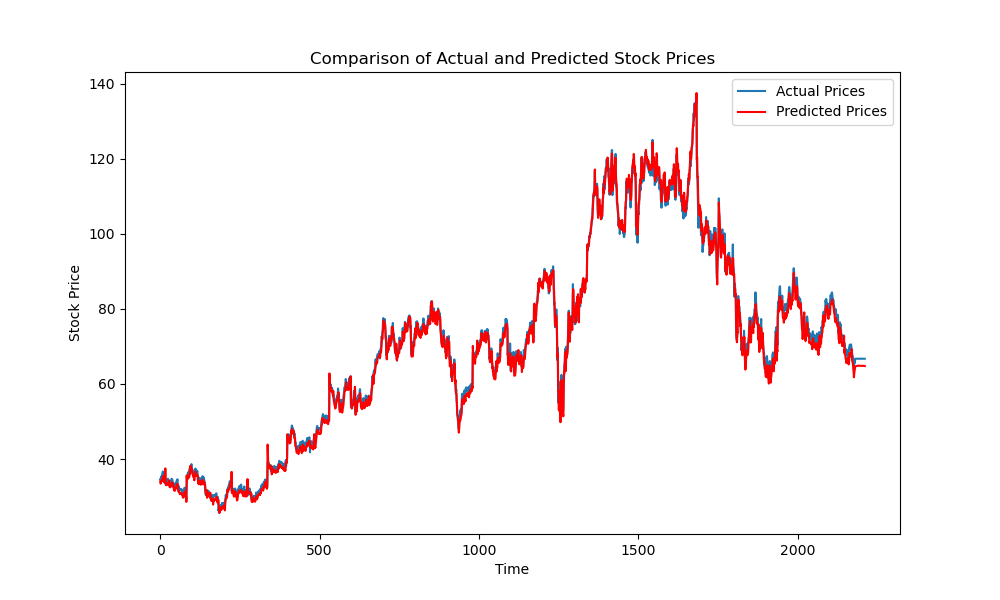 Comparison of Actual and Predicted Stock Prices
Actual Prices
Predicted Prices
140
120
100
80
60
40
Stock Price
0
500
1000
1500
2000
Time